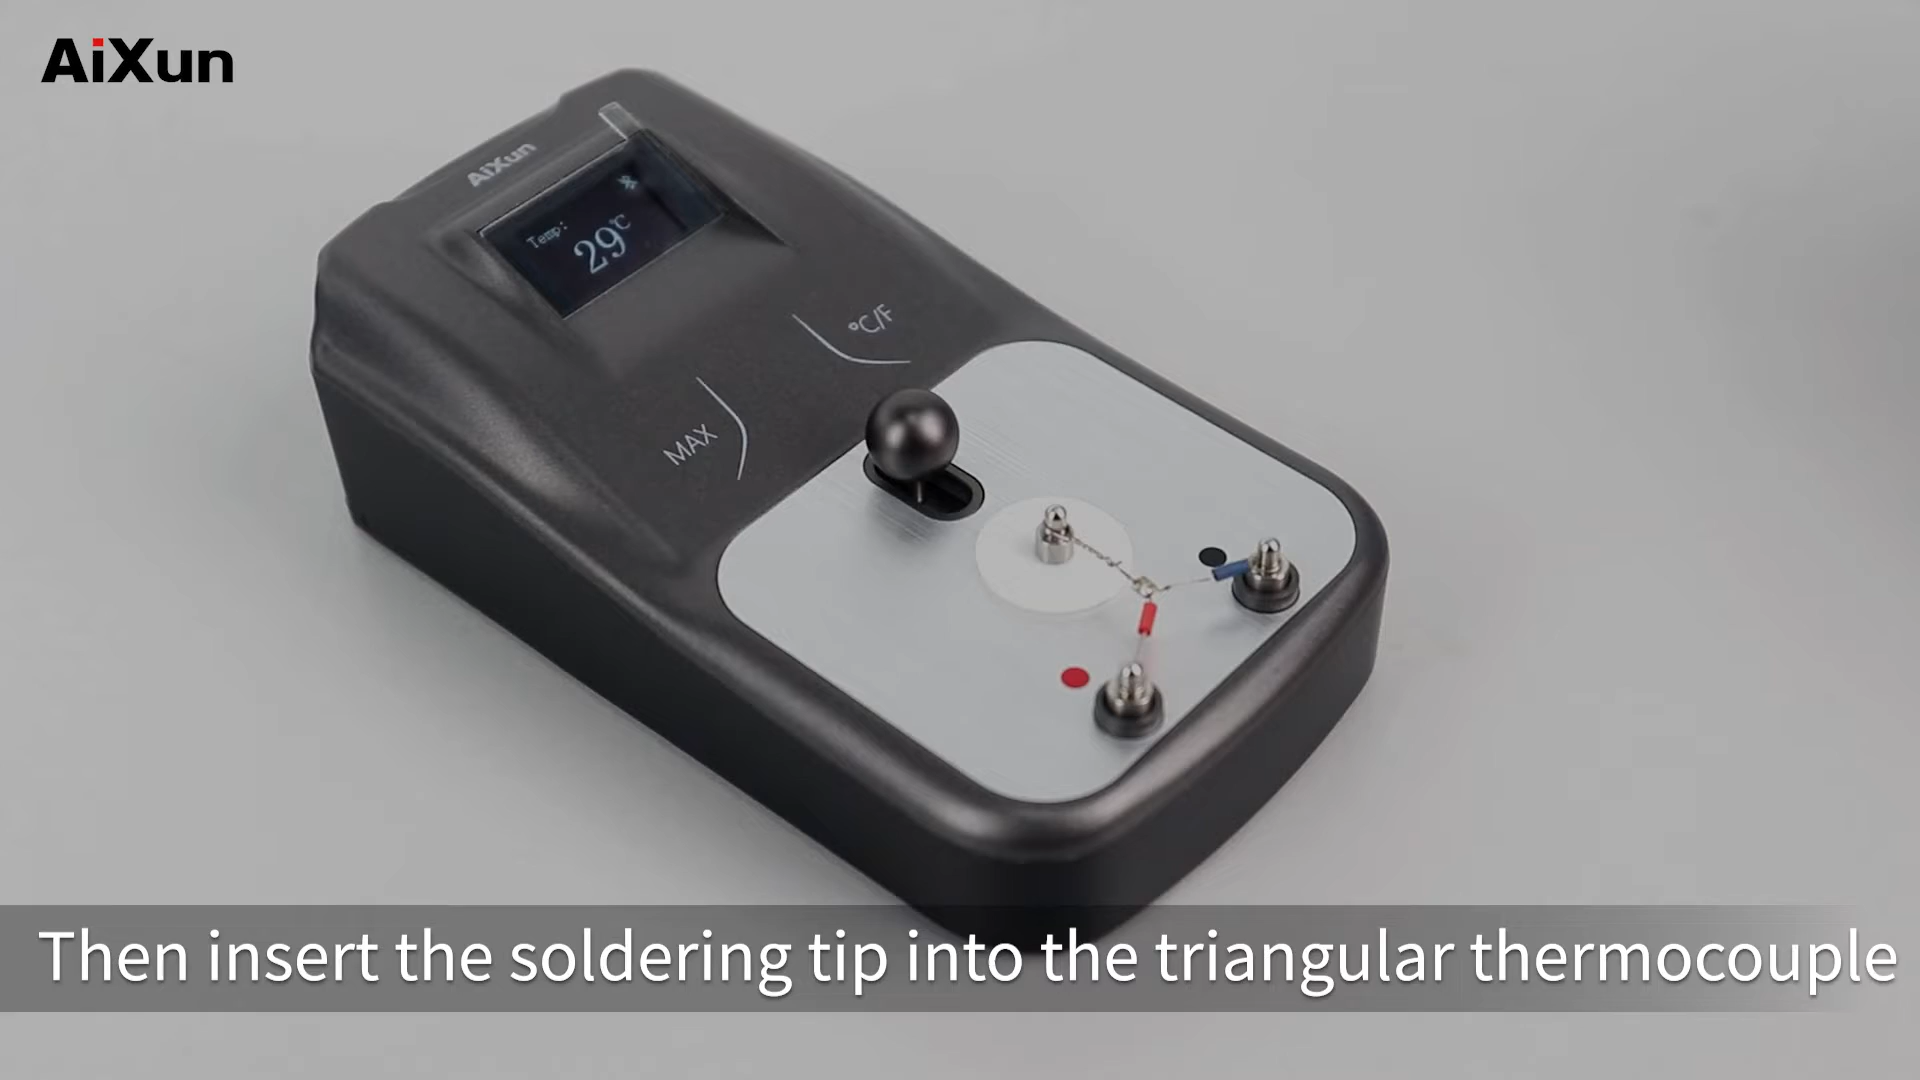 AiXun
AiXun
Temp:
29°C
°C/F
MAX
Then insert the soldering tip into the triangular thermocouple